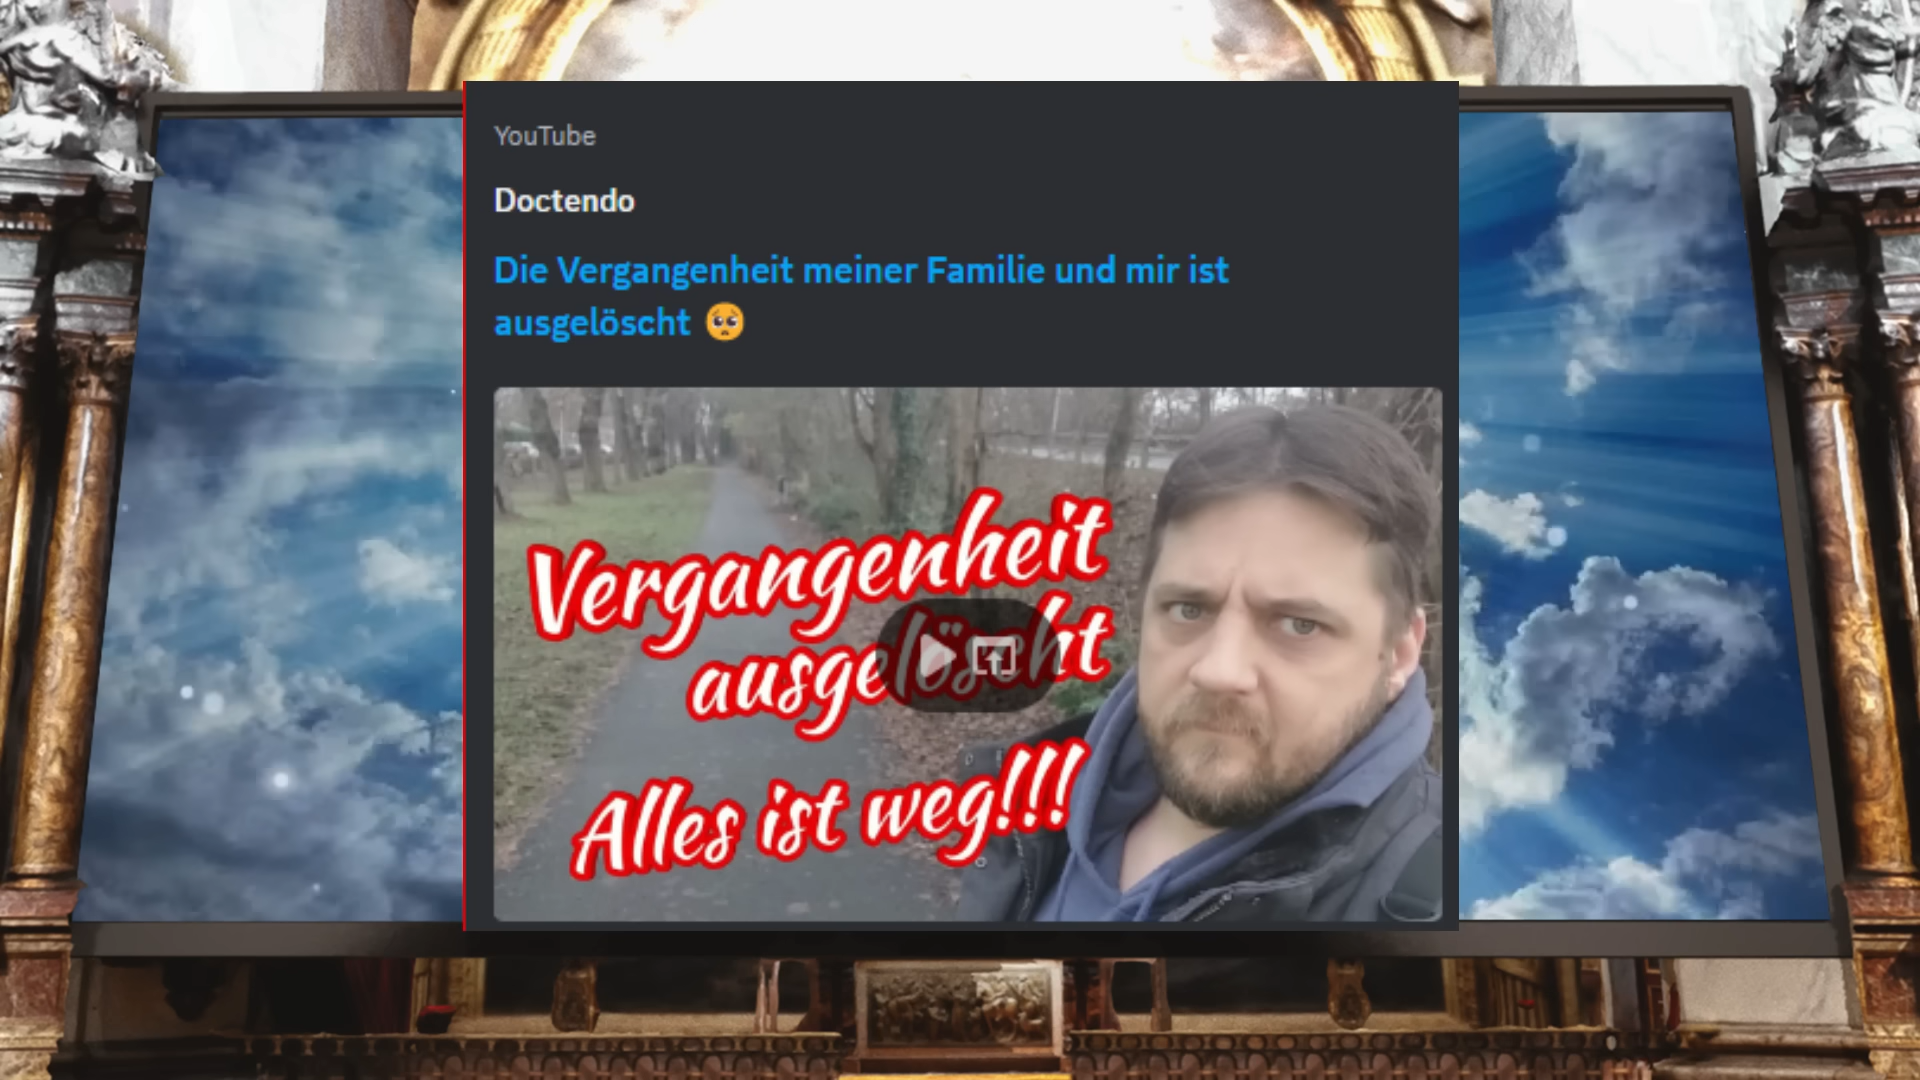 YouTube
Doctendo
Die Vergangenheit meiner Familie und mir ist
ausgelöscht 🥺
Vergangenheit
ausgelöscht
Alles ist weg!!!